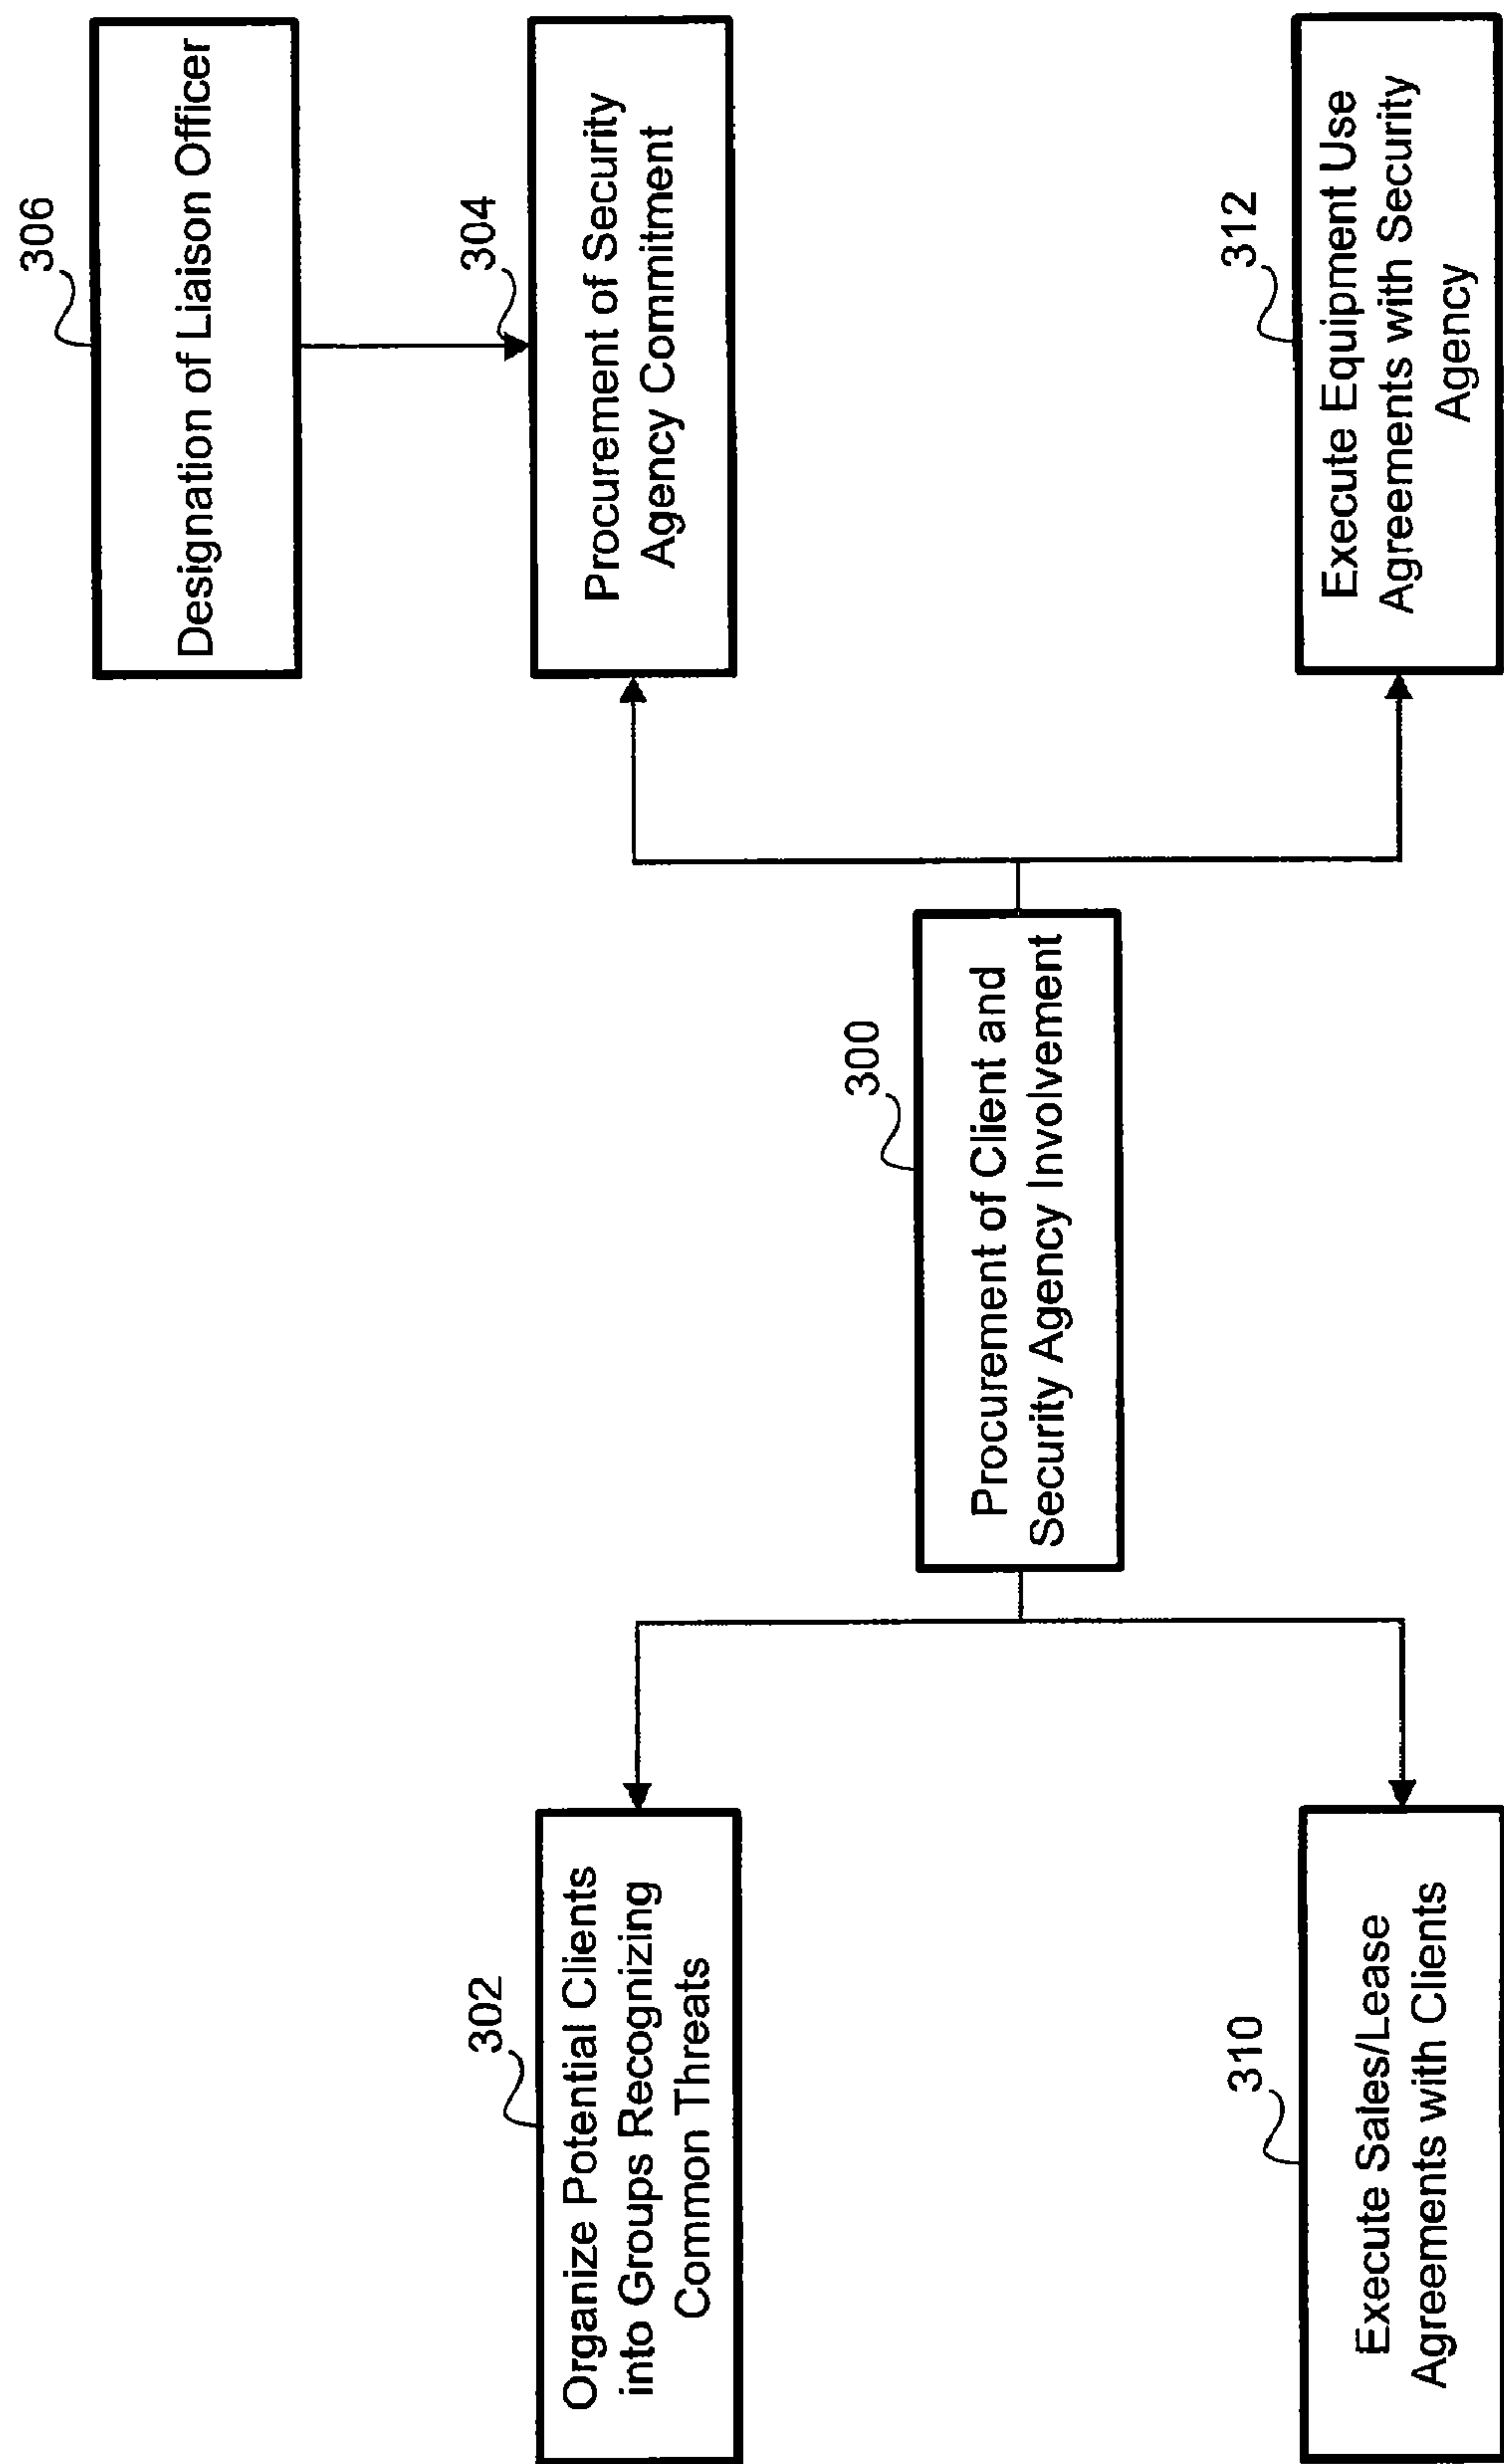 306
Designation of Liaison Officer
304
Procurement of Security
Agency Commitment
302
Organize Potential Clients
into Groups Recognizing
Common Threats
300
Procurement of Client and
Security Agency Involvement
310
Execute Sales/Lease
Agreements with Clients
312
Execute Equipment Use
Agreements with Security
Agency